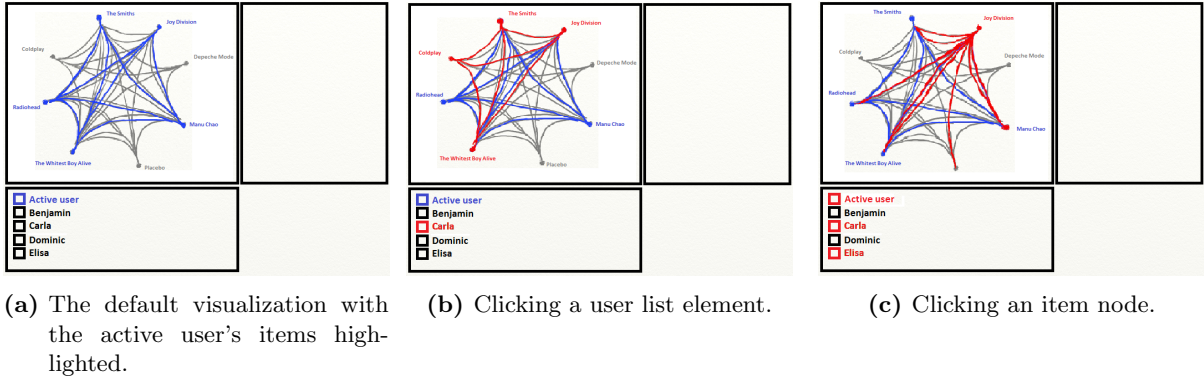 The Smiths
Joy Division
Coldplay
Depeche Mode
Radiohead
Manu Chao
The Whitest Boy Alive
Placebo
Active user
Benjamin
Carla
Dominic
Elisa
(a) The default visualization with
the active user's items high-
lighted.
The Smiths
Joy Division
Coldplay
Depeche Mode
Radiohead
Manu Chao
The Whitest Boy Alive
Placebo
Active user
Benjamin
Carla
Dominic
Elisa
(b) Clicking a user list element.
The Smiths
Joy Division
Coldplay
Depeche Mode
Radiohead
Manu Chao
The Whitest Boy Alive
Active user
Benjamin
Carla
Dominic
Elisa
(c) Clicking an item node.